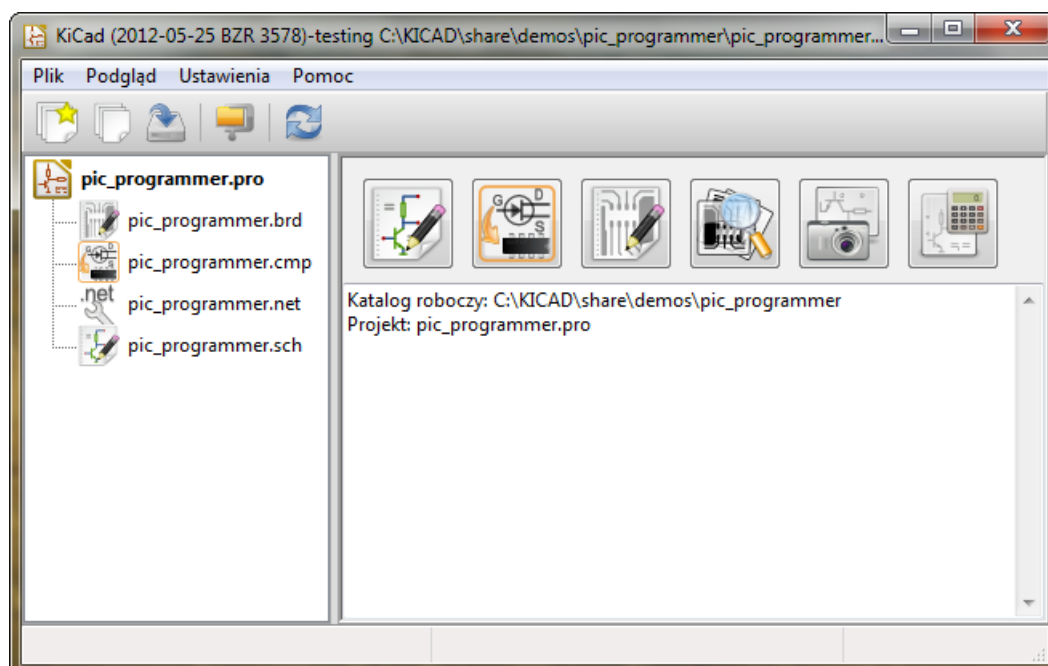 KiCad (2012-05-25 BZR 3578)-testing C:\KICAD\share\demos\pic_programmer\pic_programmer...
Plik Podgląd Ustawienia Pomoc
pic_programmer.pro
pic_programmer.brd
pic_programmer.cmp
.net pic_programmer.net
pic_programmer.sch
G D S
Katalog roboczy: C:\KICAD\share\demos\pic_programmer
Projekt: pic_programmer.pro